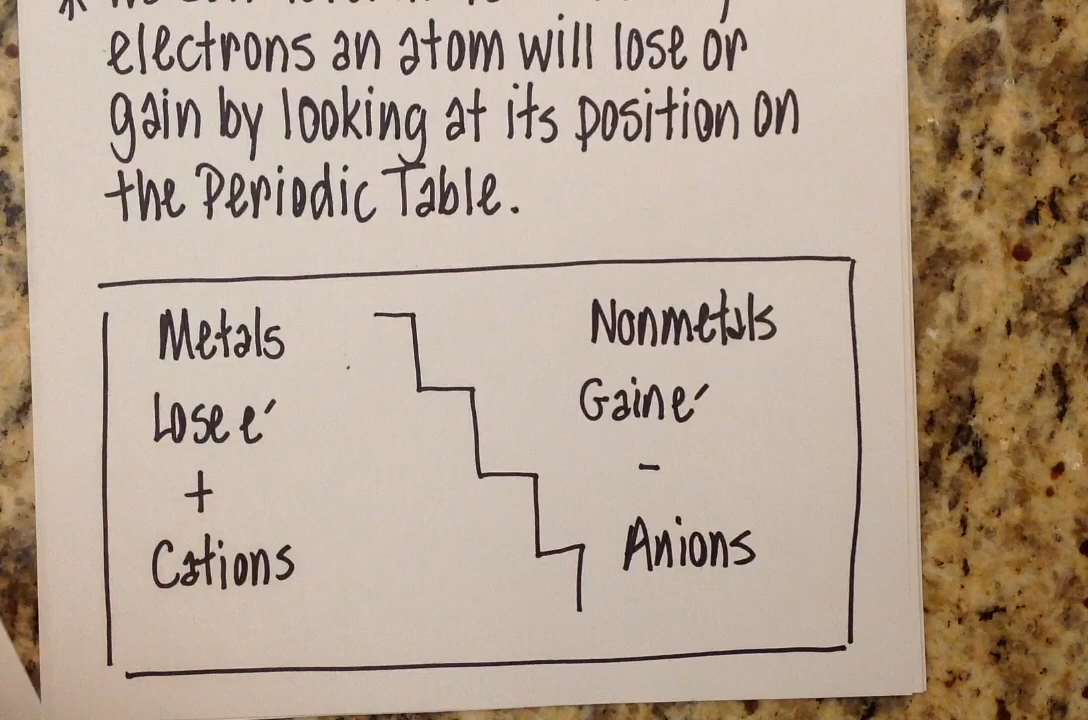 electrons an atom will lose or
gain by looking at its position on
the Periodic Table.
Metals
Lose e⁻
+
Cations
Nonmetals
Gain e⁻
-
Anions